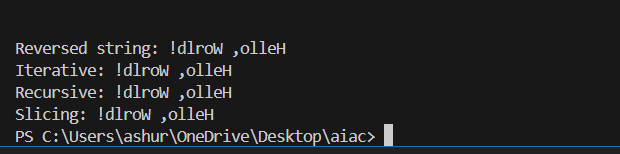 Reversed string: !dlroW ,olleH
Iterative: !dlroW ,olleH
Recursive: !dlroW ,olleH
Slicing: !dlroW ,olleH
PS C:\Users\ashur\OneDrive\Desktop\aiac>